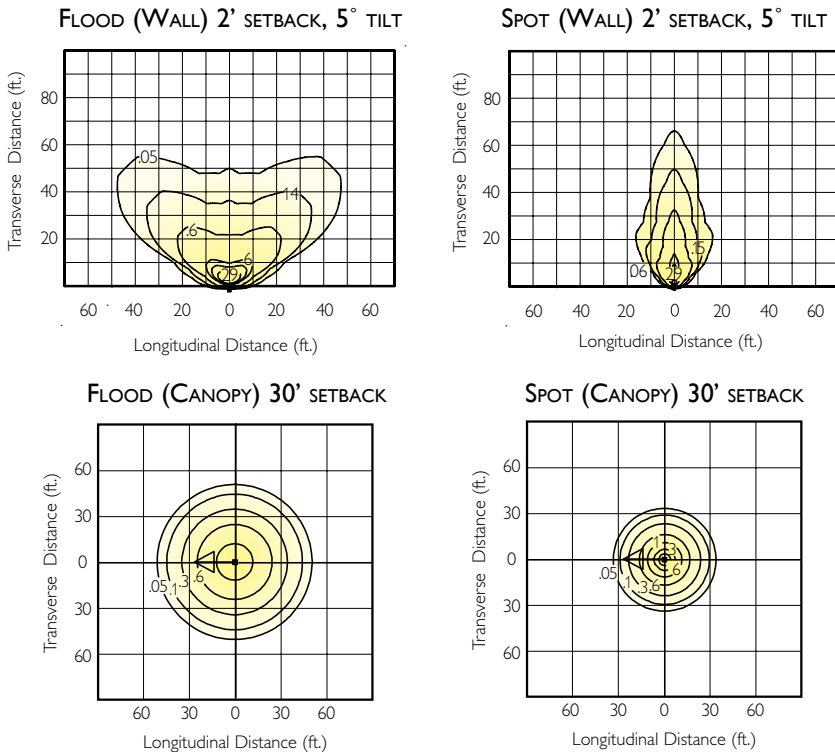 FLOOD (WALL) 2' SETBACK, 5° TILT
Transverse Distance (ft.)
80
60
40
20
.05
.14
.6
.6
.29
60 40 20 0 20 40 60
Longitudinal Distance (ft.)
SPOT (WALL) 2' SETBACK, 5° TILT
Transverse Distance (ft.)
80
60
40
20
.15
.06
.29
60 40 20 0 20 40 60
Longitudinal Distance (ft.)
FLOOD (CANOPY) 30' SETBACK
Transverse Distance (ft.)
60
30
0
30
60
.05 .1 .3 .6
60 30 0 30 60
Longitudinal Distance (ft.)
SPOT (CANOPY) 30' SETBACK
Transverse Distance (ft.)
60
30
0
30
60
1 3
.05 .1 .3 .6 .6
60 30 0 30 60
Longitudinal Distance (ft.)